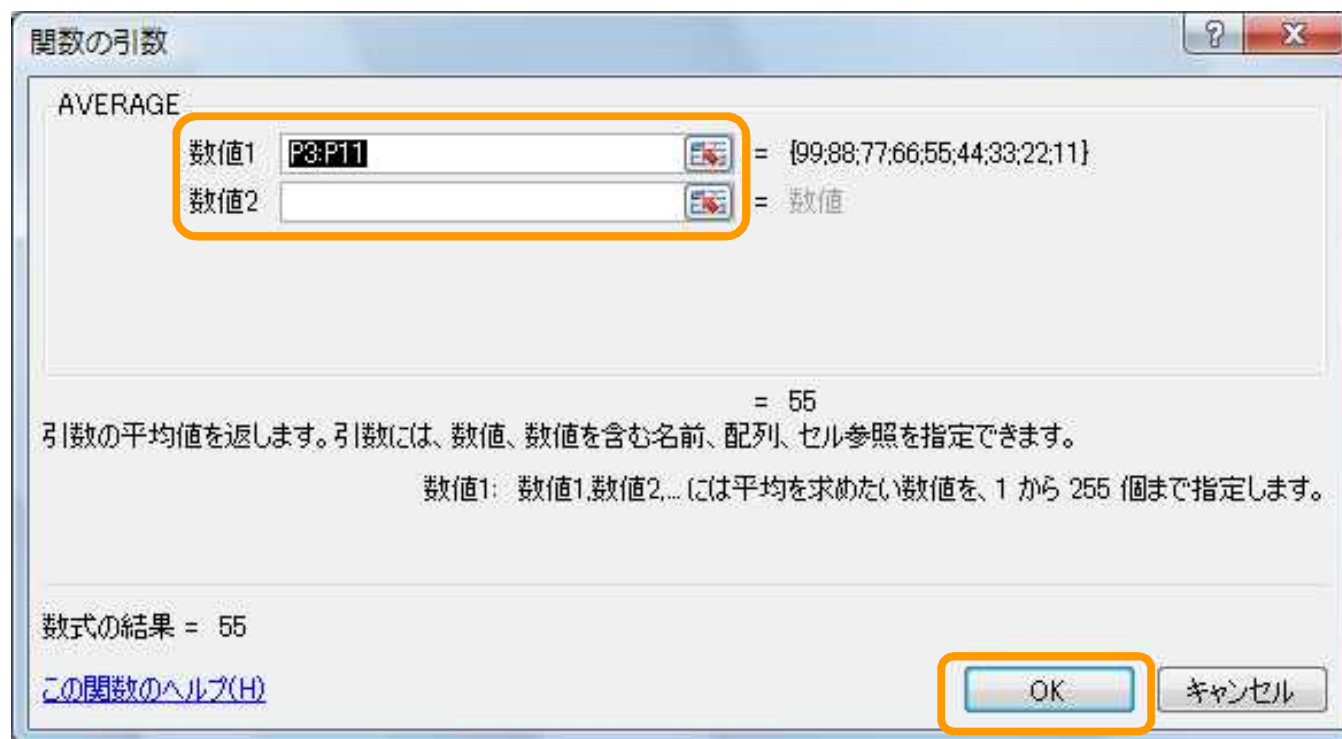 関数の引数
AVERAGE
数値1 P3:P11 = {99;88;77;66;55;44;33;22;11}
数値2 = 数値
= 55
引数の平均値を返します。引数には、数値、数値を含む名前、配列、セル参照を指定できます。
数値1: 数値1,数値2,... には平均を求めたい数値を、1 から 255 個まで指定します。
数式の結果 = 55
この関数のヘルプ(H)
OK
キャンセル